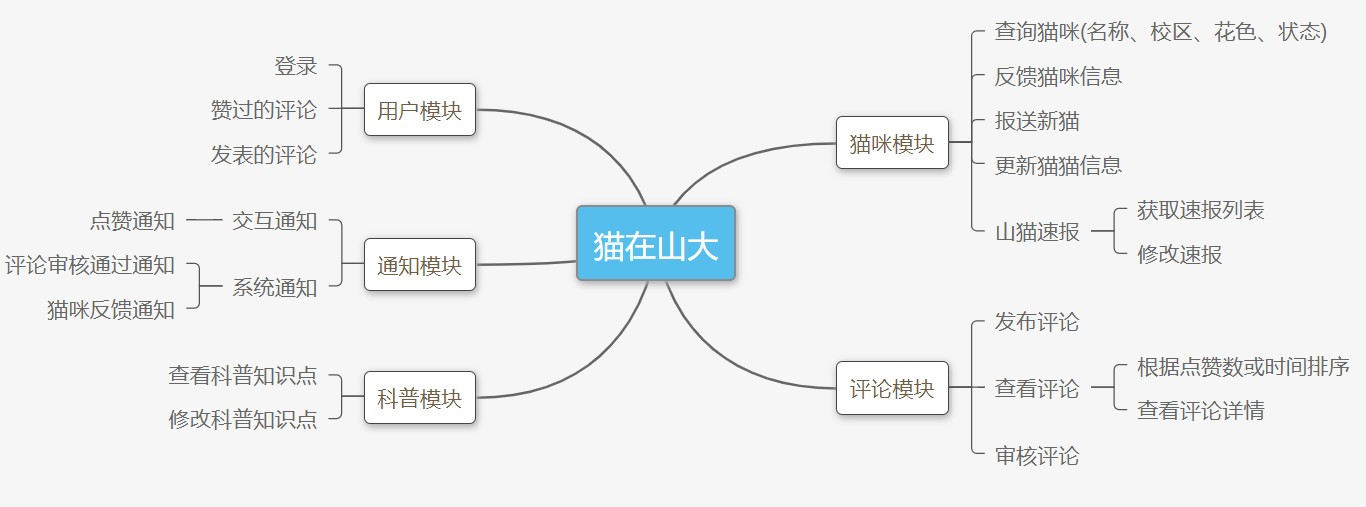 猫在山大
用户模块
登录
赞过的评论
发表的评论
通知模块
交互通知
点赞通知
系统通知
评论审核通过通知
猫咪反馈通知
科普模块
查看科普知识点
修改科普知识点
猫咪模块
查询猫咪(名称、校区、花色、状态)
反馈猫咪信息
报送新猫
更新猫猫信息
山猫速报
获取速报列表
修改速报
评论模块
发布评论
查看评论
根据点赞数或时间排序
查看评论详情
审核评论